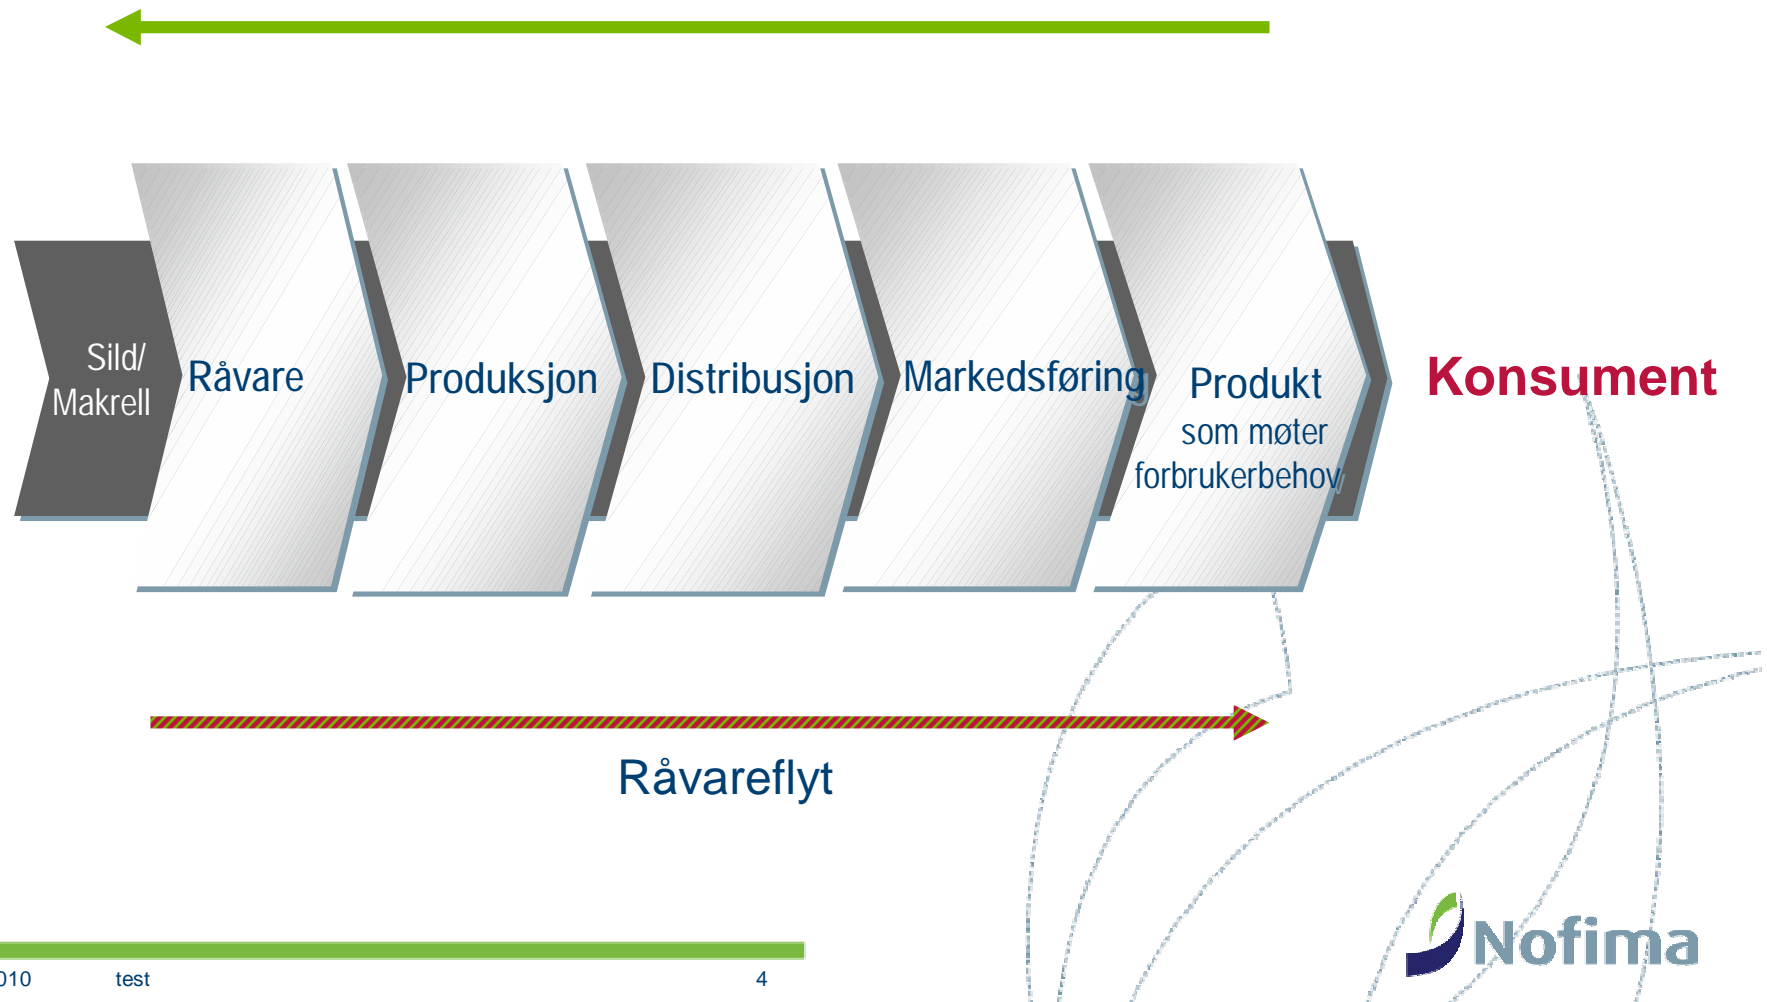 Sild/
Makrell
Råvare
Produksjon
Distribusjon
Markedsføring
Produkt
som møter
forbrukerbehov
Konsument
Råvareflyt
Nofima
010 test 4